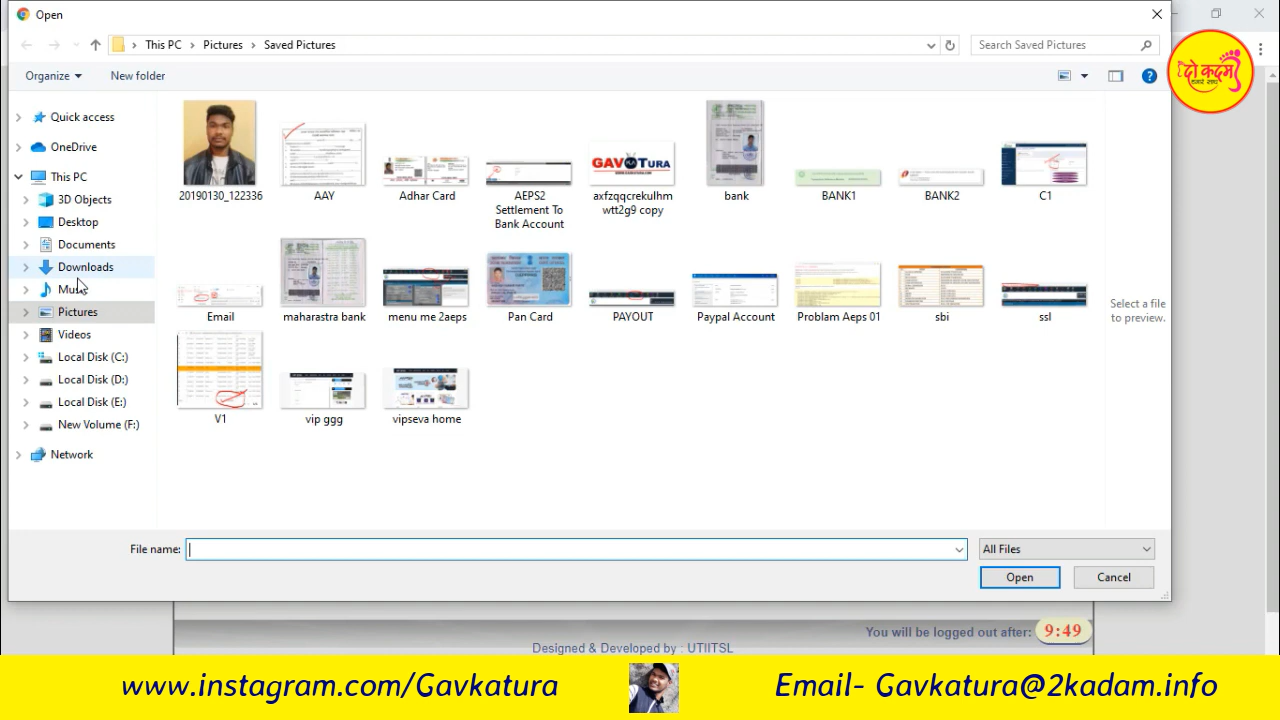 Open
This PC
Pictures
Saved Pictures
Search Saved Pictures
दो कदम
हमारे साथ
Organize
New folder
Quick access
OneDrive
This PC
3D Objects
Desktop
Documents
Downloads
Music
Pictures
Videos
Local Disk (C:)
Local Disk (D:)
Local Disk (E:)
New Volume (F:)
Network
GAVOTURA
20190130_122336
AAY
Adhar Card
AEPS2
Settlement To
Bank Account
axfzqqcrekulhm
wtt2g9 copy
bank
BANK1
BANK2
C1
Email
maharastra bank
menu me 2aeps
Pan Card
PAYOUT
Paypal Account
Problam Aeps 01
sbi
ssl
V1
vip ggg
vipseva home
Select a file
to preview.
File name:
All Files
Open
Cancel
You will be logged out after: 9:49
Designed & Developed by : UTIITSL
www.instagram.com/Gavkatura
Email- Gavkatura@2kadam.info